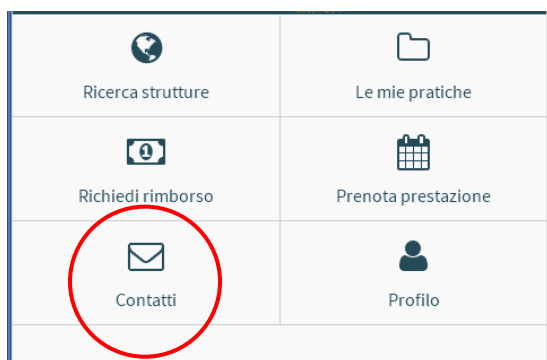 Ricerca strutture
Le mie pratiche
Richiedi rimborso
Prenota prestazione
Contatti
Profilo